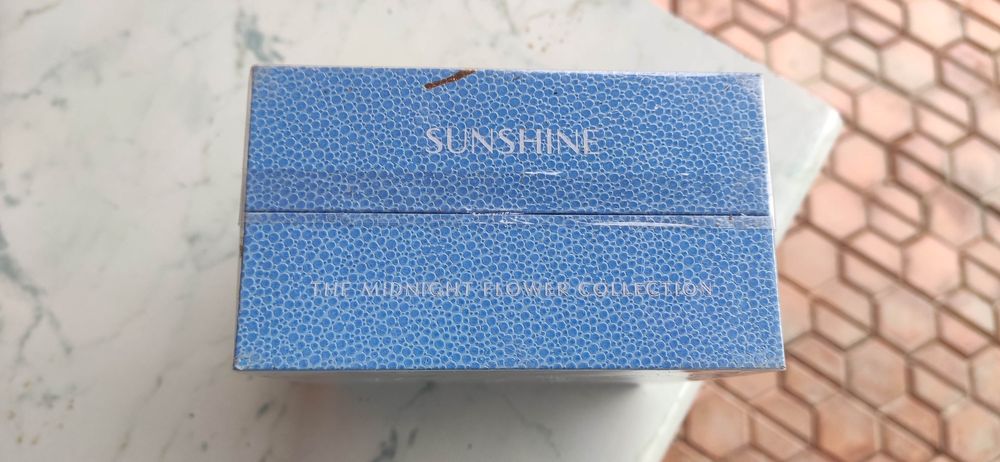 SUNSHINE
THE MIDNIGHT FLOWER COLLECTION